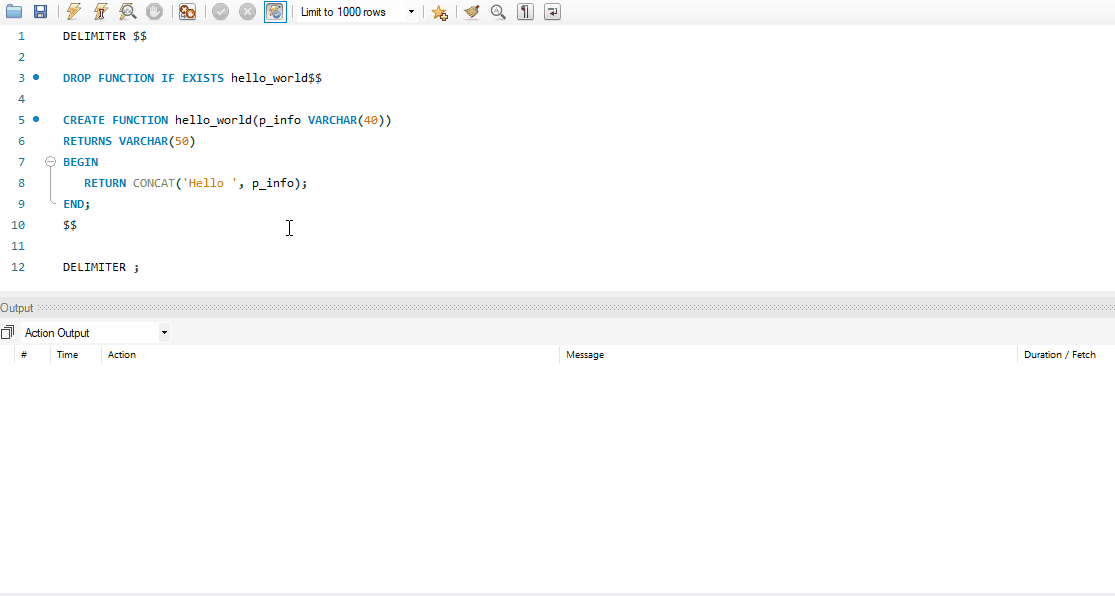 Limit to 1000 rows
1 DELIMITER $$
2
3 DROP FUNCTION IF EXISTS hello_world$$
4
5 CREATE FUNCTION hello_world(p_info VARCHAR(40))
6 RETURNS VARCHAR(50)
7 BEGIN
8 RETURN CONCAT('Hello ', p_info);
9 END;
10 $$
11
12 DELIMITER ;
Output
Action Output
# Time Action Message Duration / Fetch